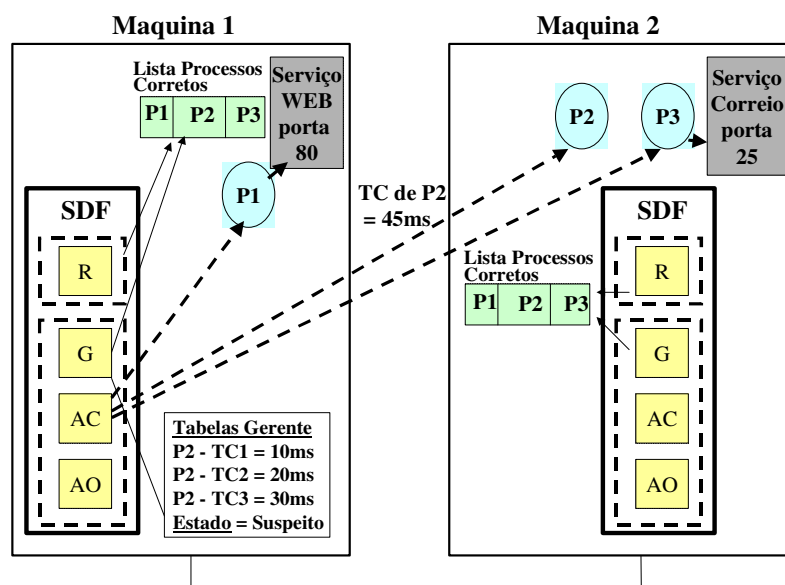 Maquina 1
Maquina 2
Lista Processos
Corretos
P1 P2 P3
Serviço
WEB
porta
80
P1
SDF
R
G
AC
AO
TC de P2
= 45ms
Tabelas Gerente
P2 - TC1 = 10ms
P2 - TC2 = 20ms
P2 - TC3 = 30ms
Estado = Suspeito
P2
P3
Serviço
Correio
porta
25
Lista Processos
Corretos
P1 P2 P3
SDF
R
G
AC
AO